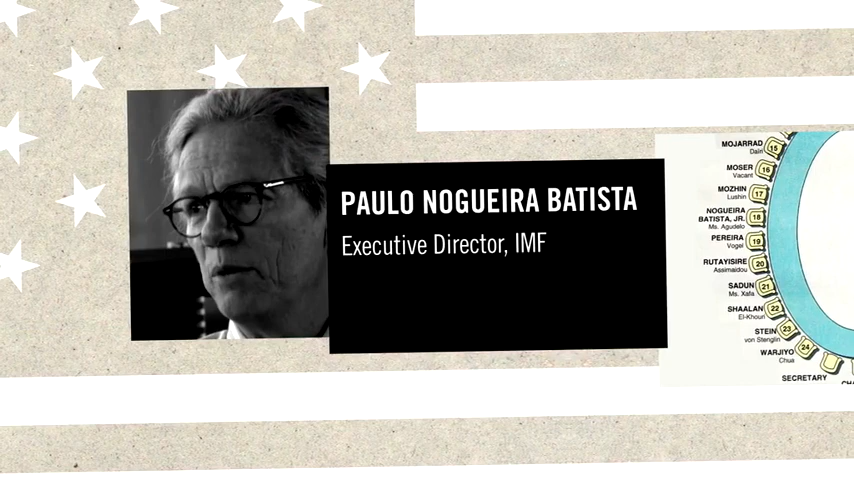 PAULO NOGUEIRA BATISTA
Executive Director, IMF
MOJARRAD
Dairi
15
MOSER
Vacant
16
MOZHIN
Lushin
17
NOGUEIRA
BATISTA, JR.
Ms. Agudelo
18
PEREIRA
Vogel
19
RUTAYISIRE
Assimaidou
20
SADUN
Ms. Xafa
21
SHAALAN
El-Khouri
22
STEIN
von Stenglin
23
WARJIYO
Chua
24
SECRETARY